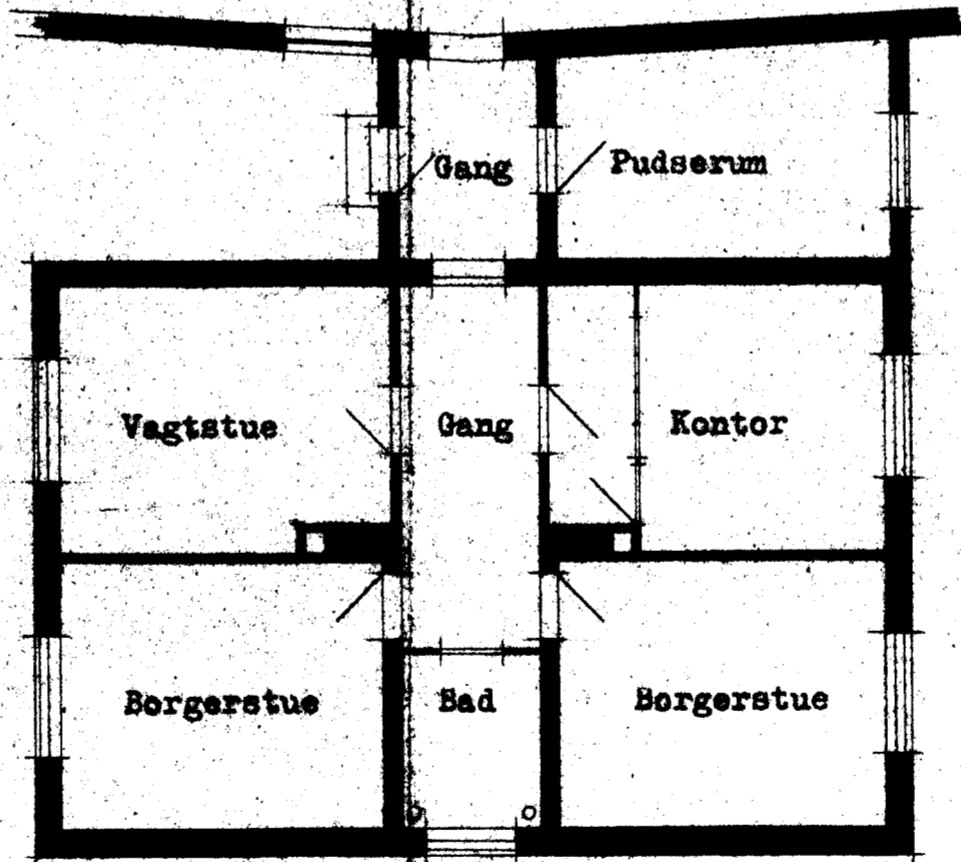 Gang
Pudserum
Vagtstue
Gang
Kontor
Borgerstue
Bad
Borgerstue